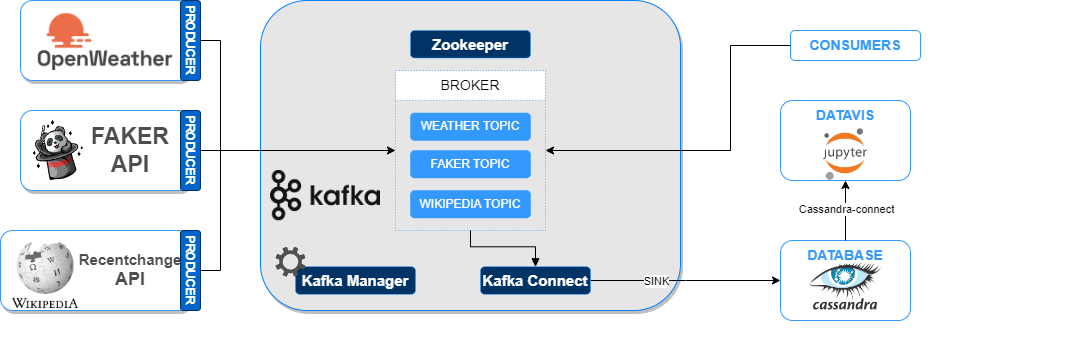 OpenWeather
PRODUCER
FAKER
API
PRODUCER
WIKIPEDIA
Recentchange
API
PRODUCER
Zookeeper
BROKER
WEATHER TOPIC
FAKER TOPIC
WIKIPEDIA TOPIC
kafka
Kafka Manager
Kafka Connect
SINK
CONSUMERS
DATAVIS
jupyter
Cassandra-connect
DATABASE
cassandra